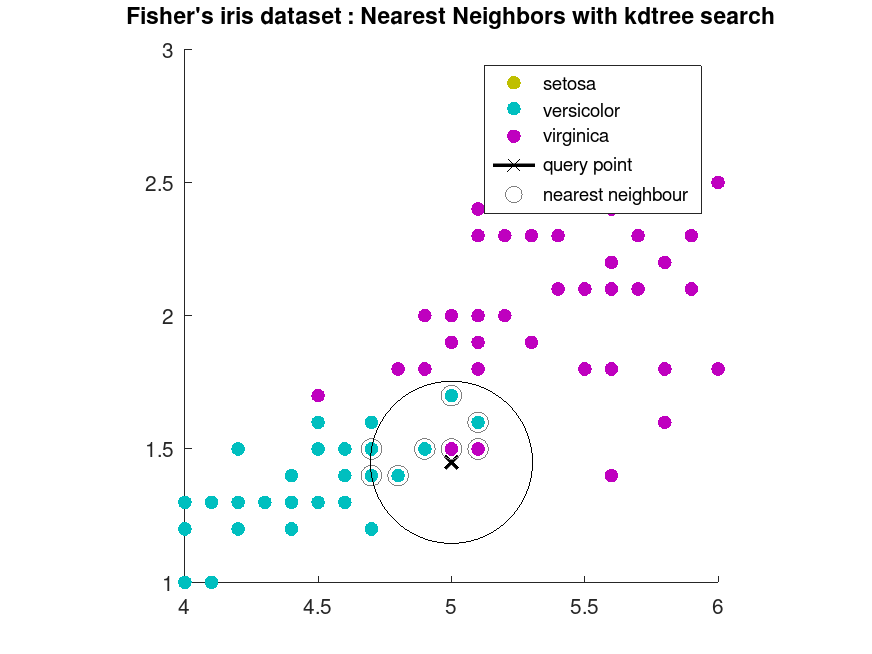 Fisher's iris dataset : Nearest Neighbors with kdtree search
3
2.5
2
1.5
1
4 4.5 5 5.5 6
setosa
versicolor
virginica
query point
nearest neighbour